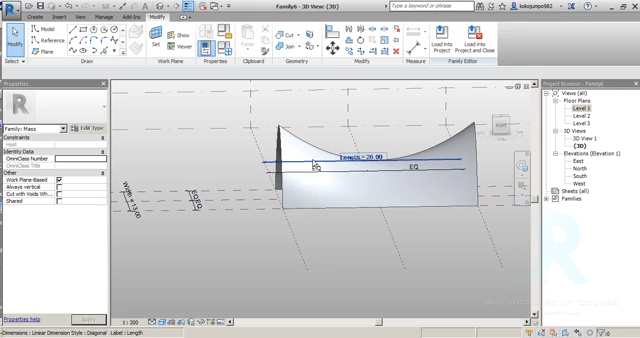 Family6 - 3D View: {3D}
Type a keyword or phrase
kokojumpo982
Create
Insert
View
Manage
Add-Ins
Modify
Modify
Model
Reference
Plane
Set
Show
Viewer
Cut
Join
Load into Project
Load into Project and Close
Select
Draw
Work Plane
Properties
Clipboard
Geometry
Modify
Measure
Family Editor
Properties
Family: Mass
Edit Type
Constraints
Host
Identity Data
OmniClass Number
OmniClass Title
Other
Work Plane-Based
Always vertical
Cut with Voids Wh...
Shared
Properties help
Apply
Width = 13.00
EQ
EQ
Length = 26.00
EQ
EQ
Project Browser - Family6
Views (all)
Floor Plans
Level 1
Level 2
Level 3
3D Views
3D View 1
{3D}
Elevations (Elevation 1)
East
North
South
West
Sheets (all)
Families
Advanced Revit Course
1 : 200
Dimensions : Linear Dimension Style : Diagonal : Label : Length